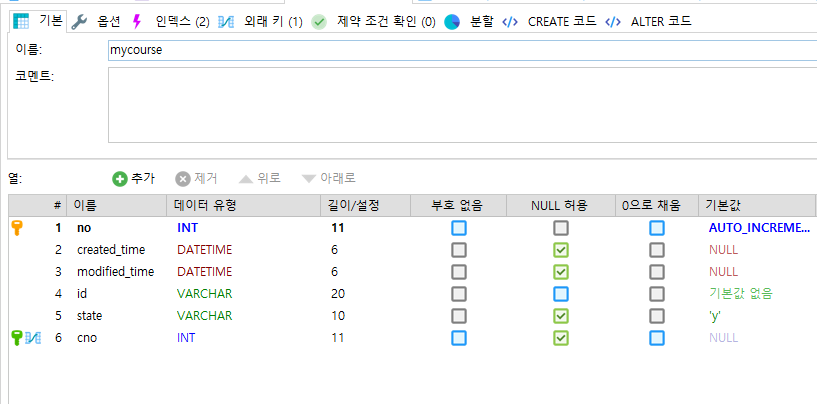 기본 옵션 인덱스 (2) 외래 키 (1) 제약 조건 확인 (0) 분할 CREATE 코드 ALTER 코드
이름: mycourse
코멘트:
열: 추가 제거 위로 아래로
# 이름 데이터 유형 길이/설정 부호 없음 NULL 허용 0으로 채움 기본값
1 no INT 11 AUTO_INCREME...
2 created_time DATETIME 6 NULL
3 modified_time DATETIME 6 NULL
4 id VARCHAR 20 기본값 없음
5 state VARCHAR 10 'y'
6 cno INT 11 NULL